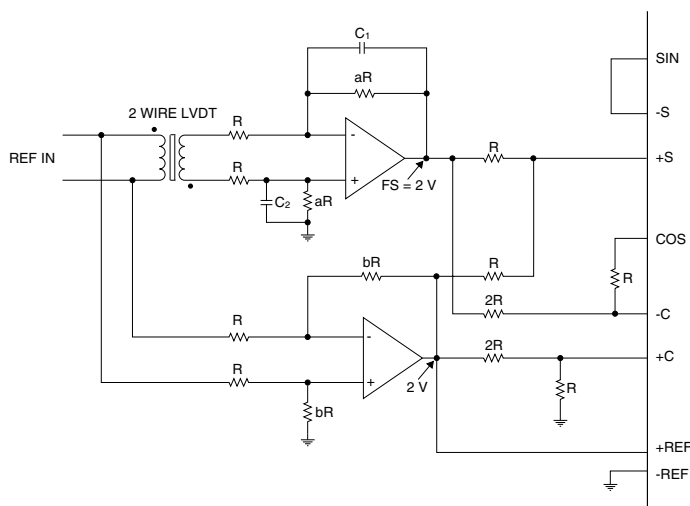 C1
aR
SIN
2 WIRE LVDT
R
-
-S
REF IN
R
+
R
+S
FS = 2 V
C2
aR
COS
bR
R
R
2R
-C
R
-
2R
+C
R
+
2 V
R
bR
+REF
-REF